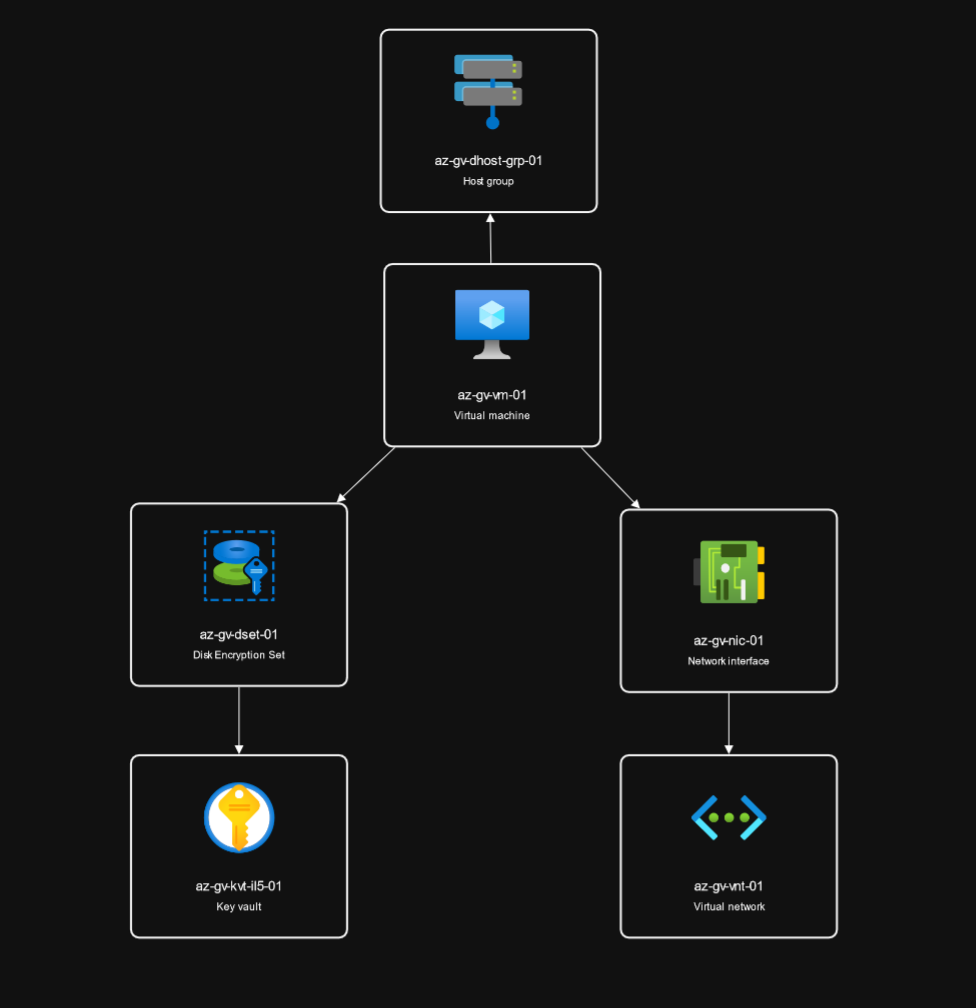 az-gv-dhost-grp-01
Host group
az-gv-vm-01
Virtual machine
az-gv-dset-01
Disk Encryption Set
az-gv-nic-01
Network interface
az-gv-kvt-il5-01
Key vault
az-gv-vnt-01
Virtual network